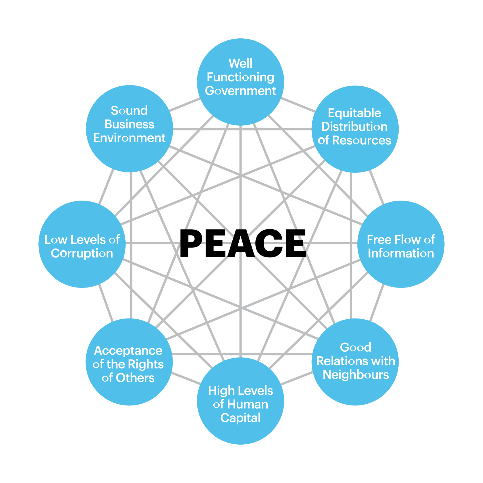 Well
Functioning
Government
Sound
Business
Environment
Equitable
Distribution
of Resources
Low Levels of
Corruption
PEACE
Free Flow of
Information
Acceptance
of the Rights
of Others
Good
Relations with
Neighbours
High Levels
of Human
Capital